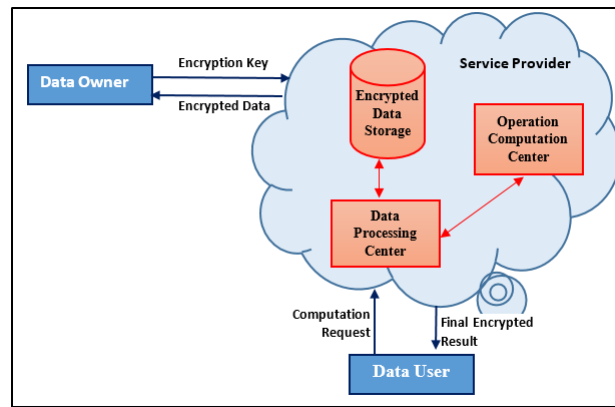 Encryption Key
Data Owner
Encrypted Data
Service Provider
Encrypted
Data
Storage
Operation
Computation
Center
Data
Processing
Center
Computation
Request
Final Encrypted
Result
Data User